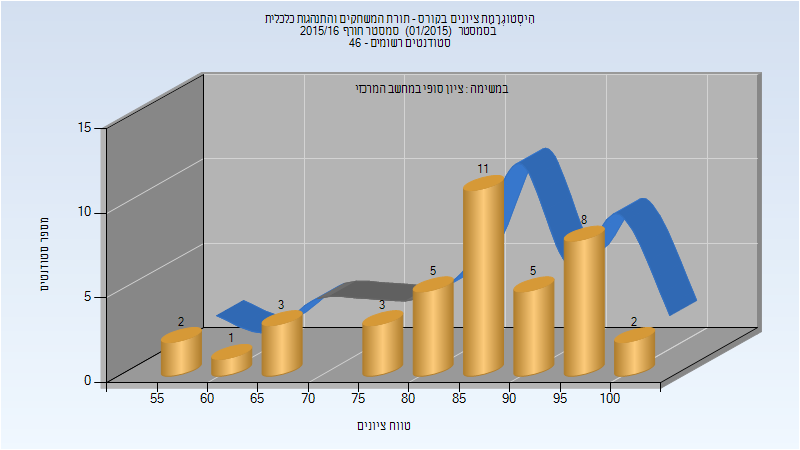 הִיסְטוֹגְרָמַת ציונים בקורס - תורת המשחקים והתנהגות כלכלית
בסמסטר (01/2015) סמסטר חורף 2015/16
סטודנטים רשומים - 46
במשימה : ציון סופי במחשב המרכזי
מספר סטודנטים
15
10
5
0
2
1
3
3
5
11
5
8
2
55 60 65 70 75 80 85 90 95 100
טווח ציונים